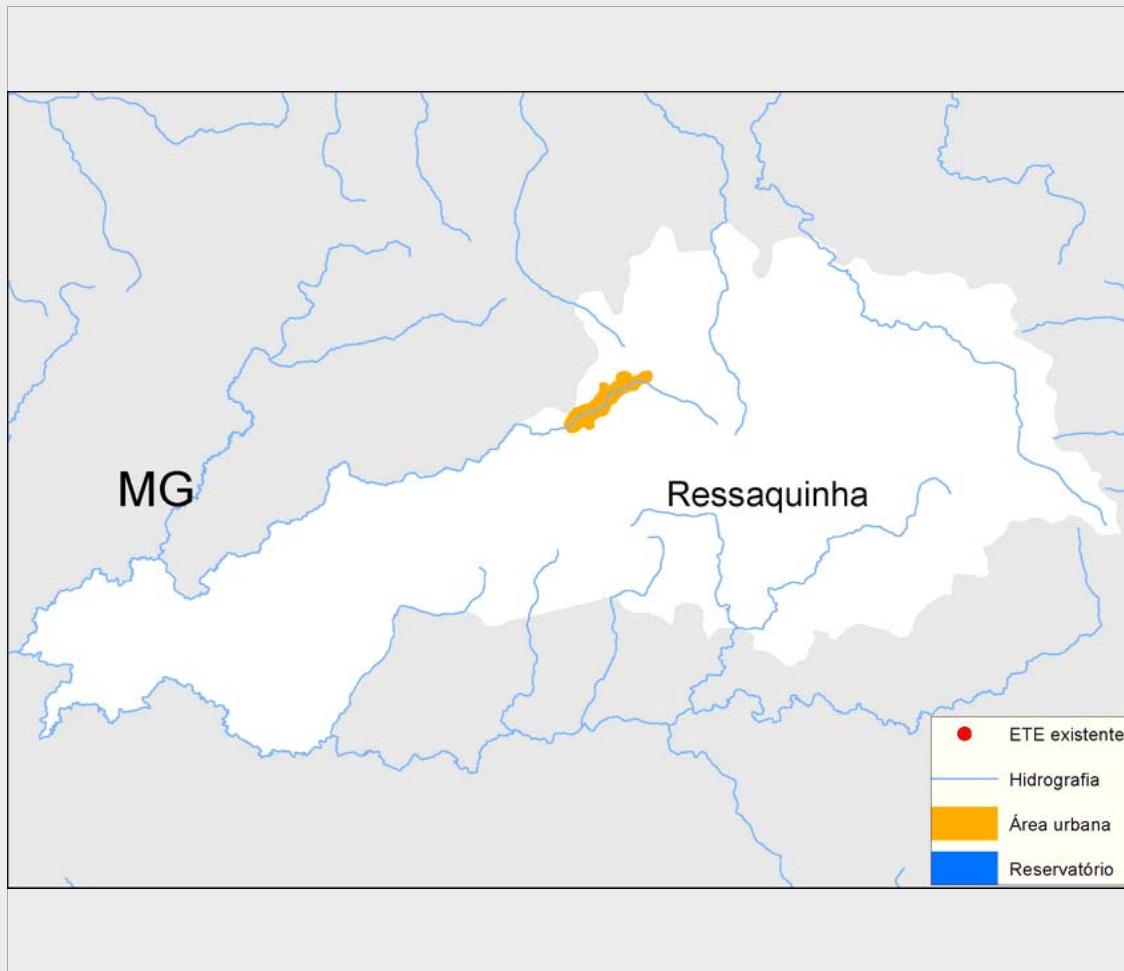 MG
Ressaquinha
ETE existente
Hidrografia
Área urbana
Reservatório